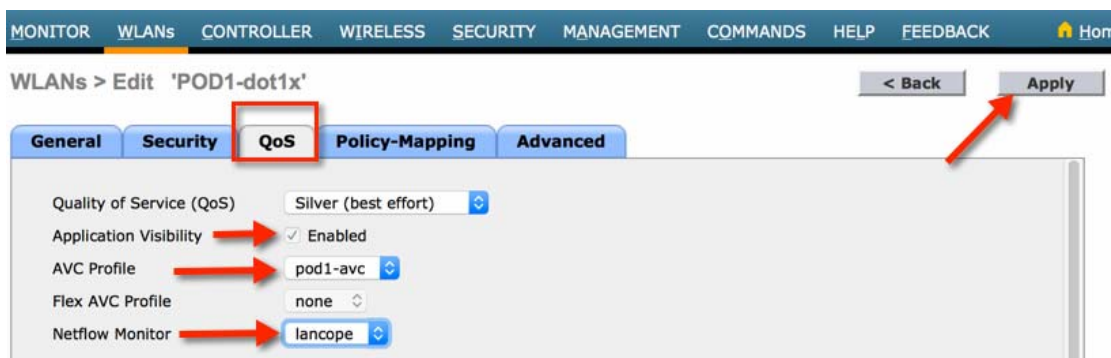 MONITOR WLANs CONTROLLER WIRELESS SECURITY MANAGEMENT COMMANDS HELP FEEDBACK Hom
WLANs > Edit 'POD1-dot1x' < Back Apply
General Security QoS Policy-Mapping Advanced
Quality of Service (QoS) Silver (best effort)
Application Visibility Enabled
AVC Profile pod1-avc
Flex AVC Profile none
Netflow Monitor lancope